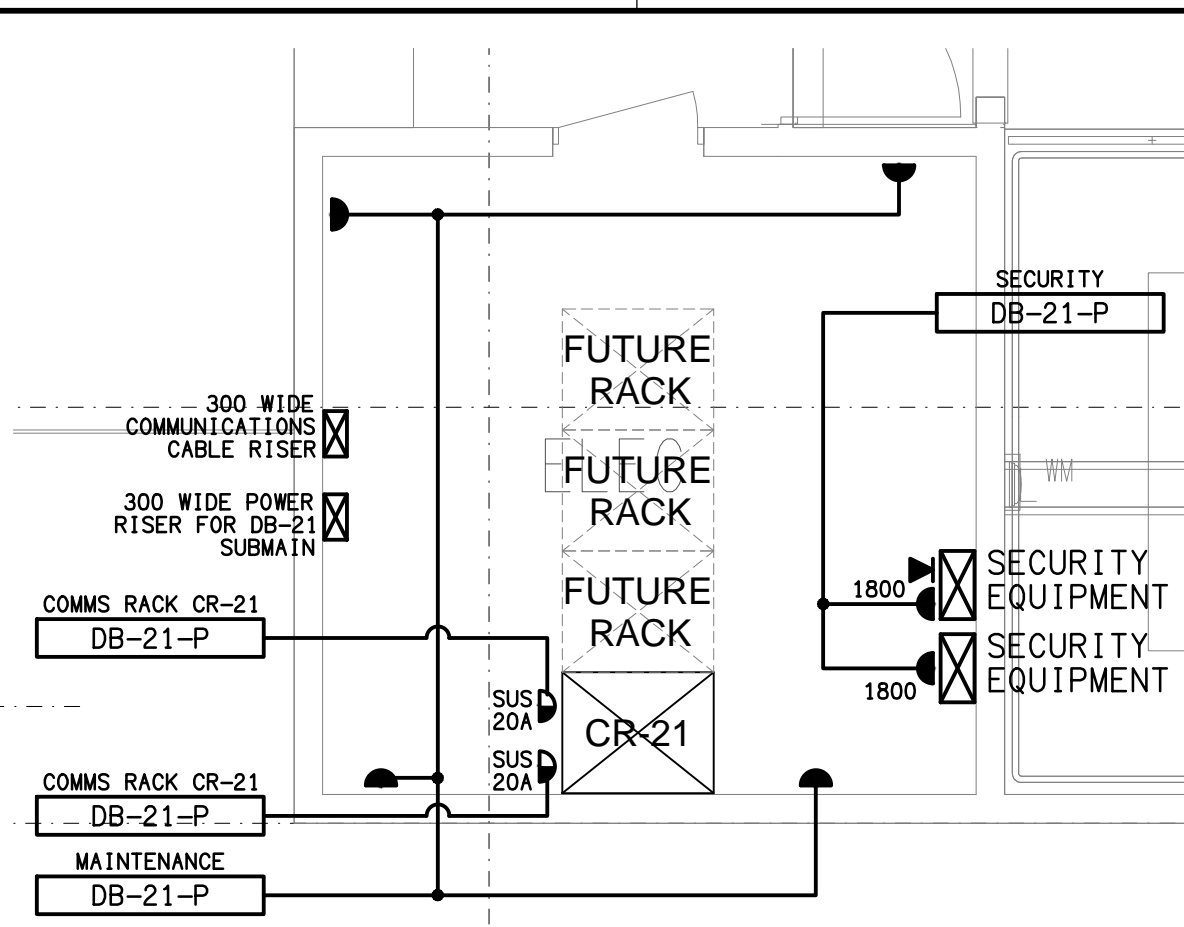 SECURITY
DB-21-P
FUTURE
RACK
300 WIDE
COMMUNICATIONS
CABLE RISER
ELEC
FUTURE
RACK
WM
300 WIDE POWER
RISER FOR DB-21
SUBMAIN
SECURITY
EQUIPMENT
1800
FUTURE
RACK
COMMS RACK CR-21
DB-21-P
SECURITY
EQUIPMENT
1800
SUS
20A
CR-21
SUS
20A
COMMS RACK CR-21
DB-21-P
MAINTENANCE
DB-21-P